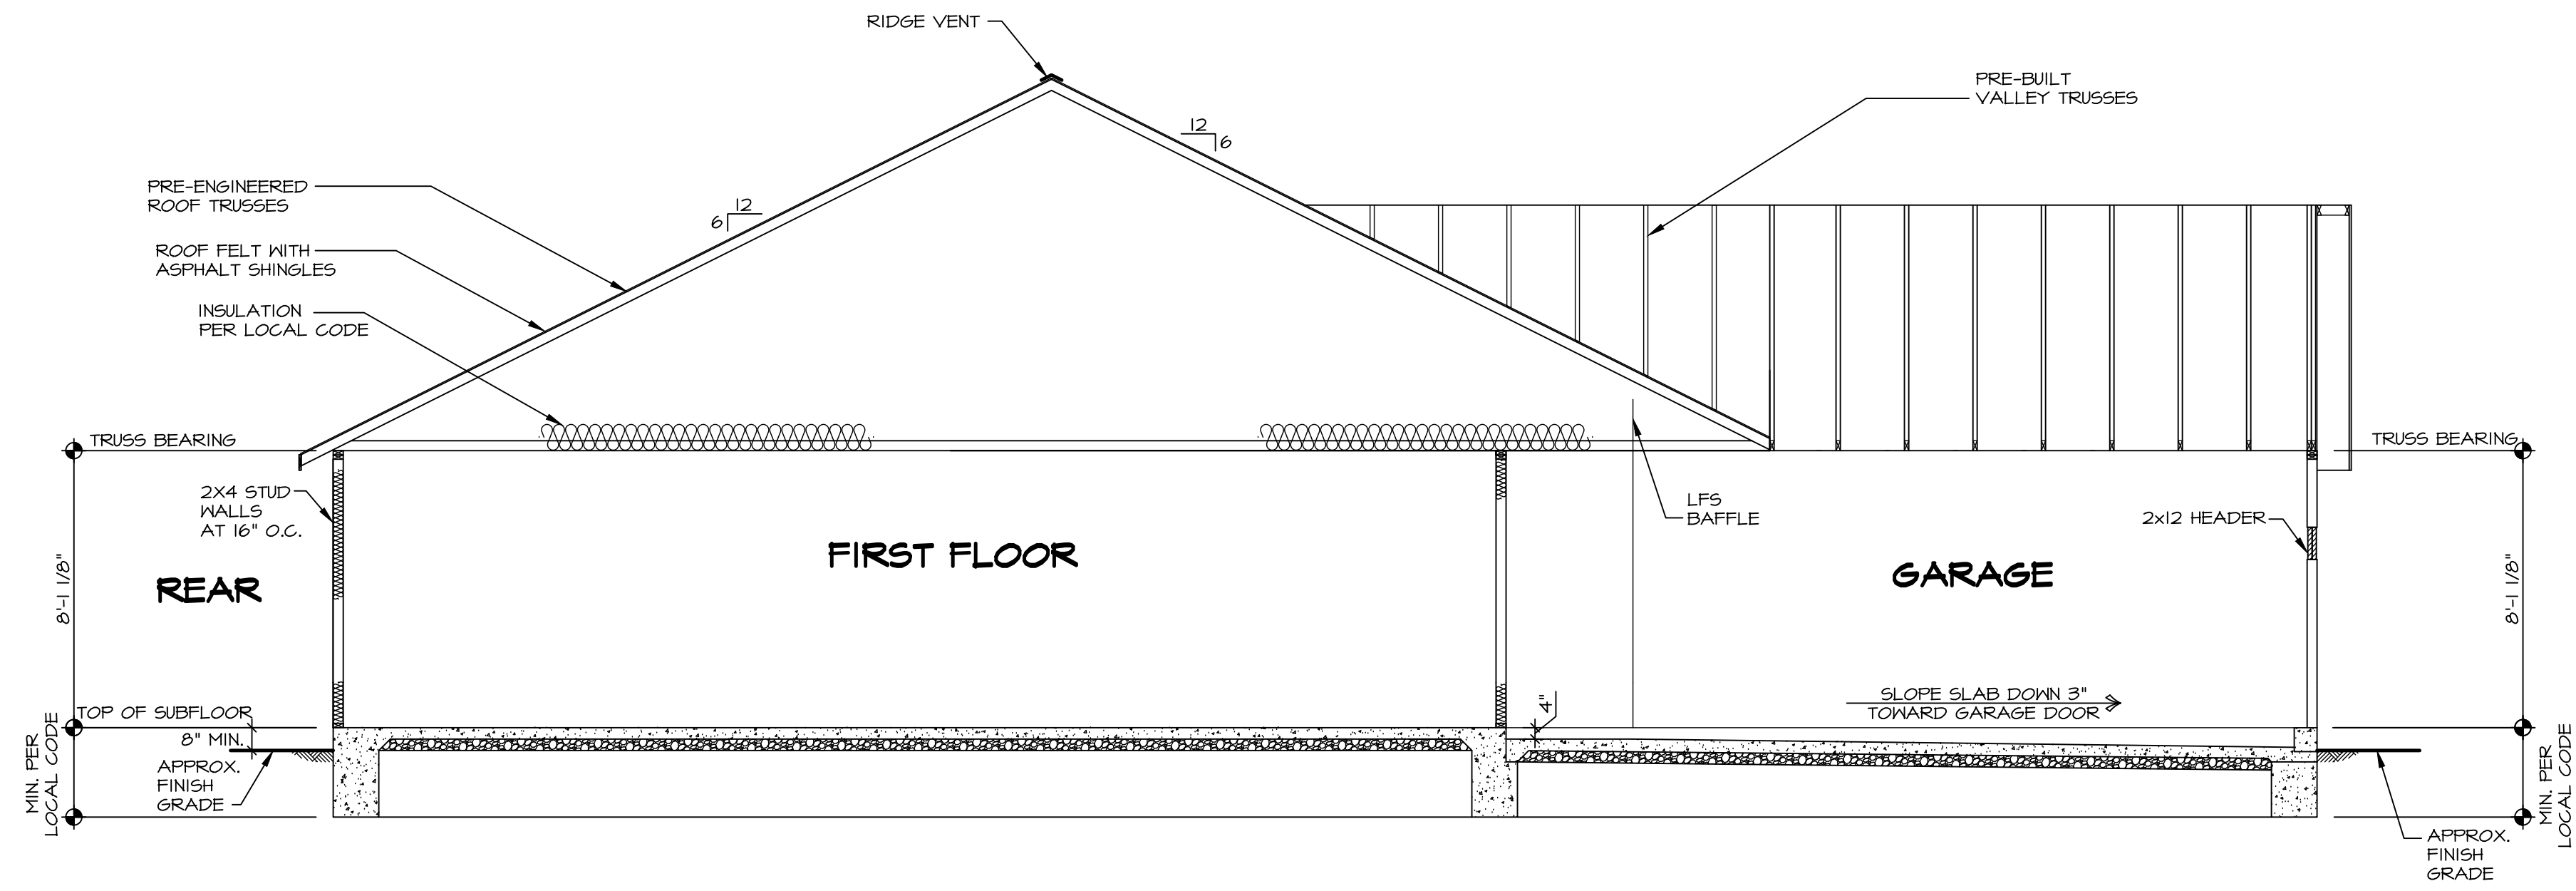 RIDGE VENT
PRE-BUILT
VALLEY TRUSSES
12
6
PRE-ENGINEERED
ROOF TRUSSES
12
6
ROOF FELT WITH
ASPHALT SHINGLES
INSULATION
PER LOCAL CODE
TRUSS BEARING
TRUSS BEARING
2X4 STUD
WALLS
AT 16" O.C.
LFS
BAFFLE
2x12 HEADER
FIRST FLOOR
GARAGE
REAR
8'-1 1/8"
8'-1 1/8"
4"
SLOPE SLAB DOWN 3"
TOWARD GARAGE DOOR
TOP OF SUBFLOOR
8" MIN.
APPROX.
FINISH
GRADE
MIN. PER
LOCAL CODE
MIN. PER
LOCAL CODE
APPROX.
FINISH
GRADE